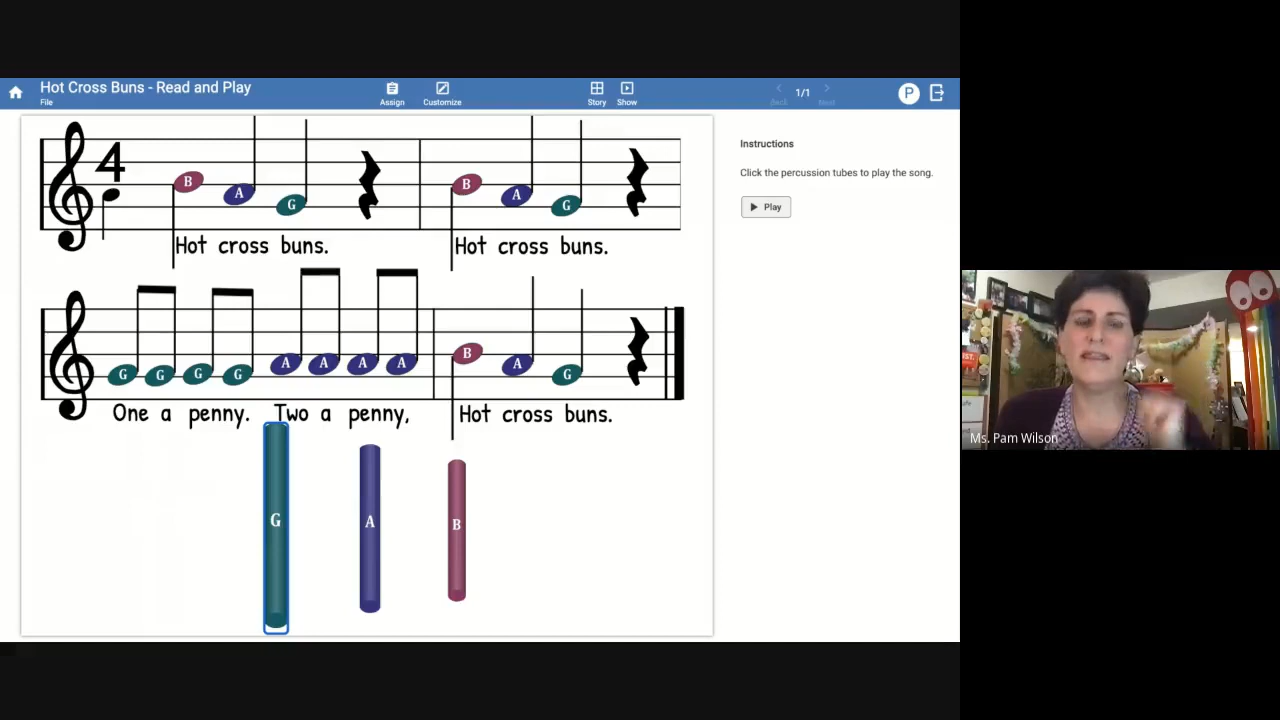 Hot Cross Buns - Read and Play
File
Assign
Customize
Story
Show
Back
1/1
Next
P
4
B A G B A G
Hot cross buns. Hot cross buns.
G G G G A A A A B A G
One a penny. Two a penny, Hot cross buns.
G A B
Instructions
Click the percussion tubes to play the song.
Play
Ms. Pam Wilson